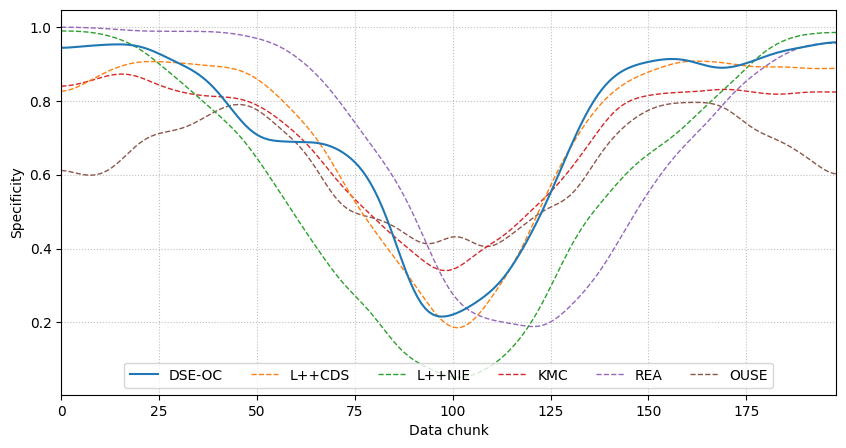 1.0
0.8
0.6
0.4
0.2
Specificity
DSE-OC L++CDS L++NIE KMC REA OUSE
0 25 50 75 100 125 150 175
Data chunk